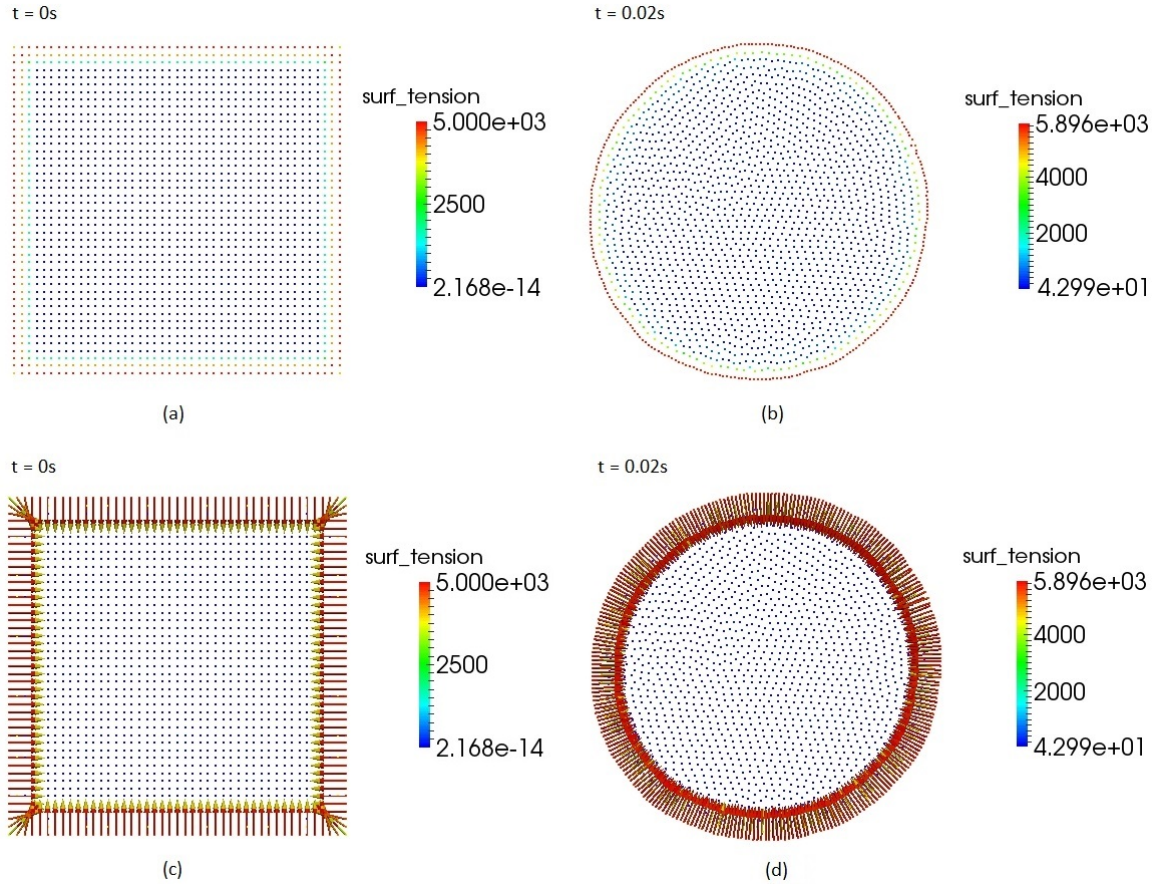 t = 0s
t = 0.02s
surf_tension
5.000e+03
2500
2.168e-14
surf_tension
5.896e+03
4000
2000
4.299e+01
(a)
(b)
t = 0s
t = 0.02s
surf_tension
5.000e+03
2500
2.168e-14
surf_tension
5.896e+03
4000
2000
4.299e+01
(c)
(d)